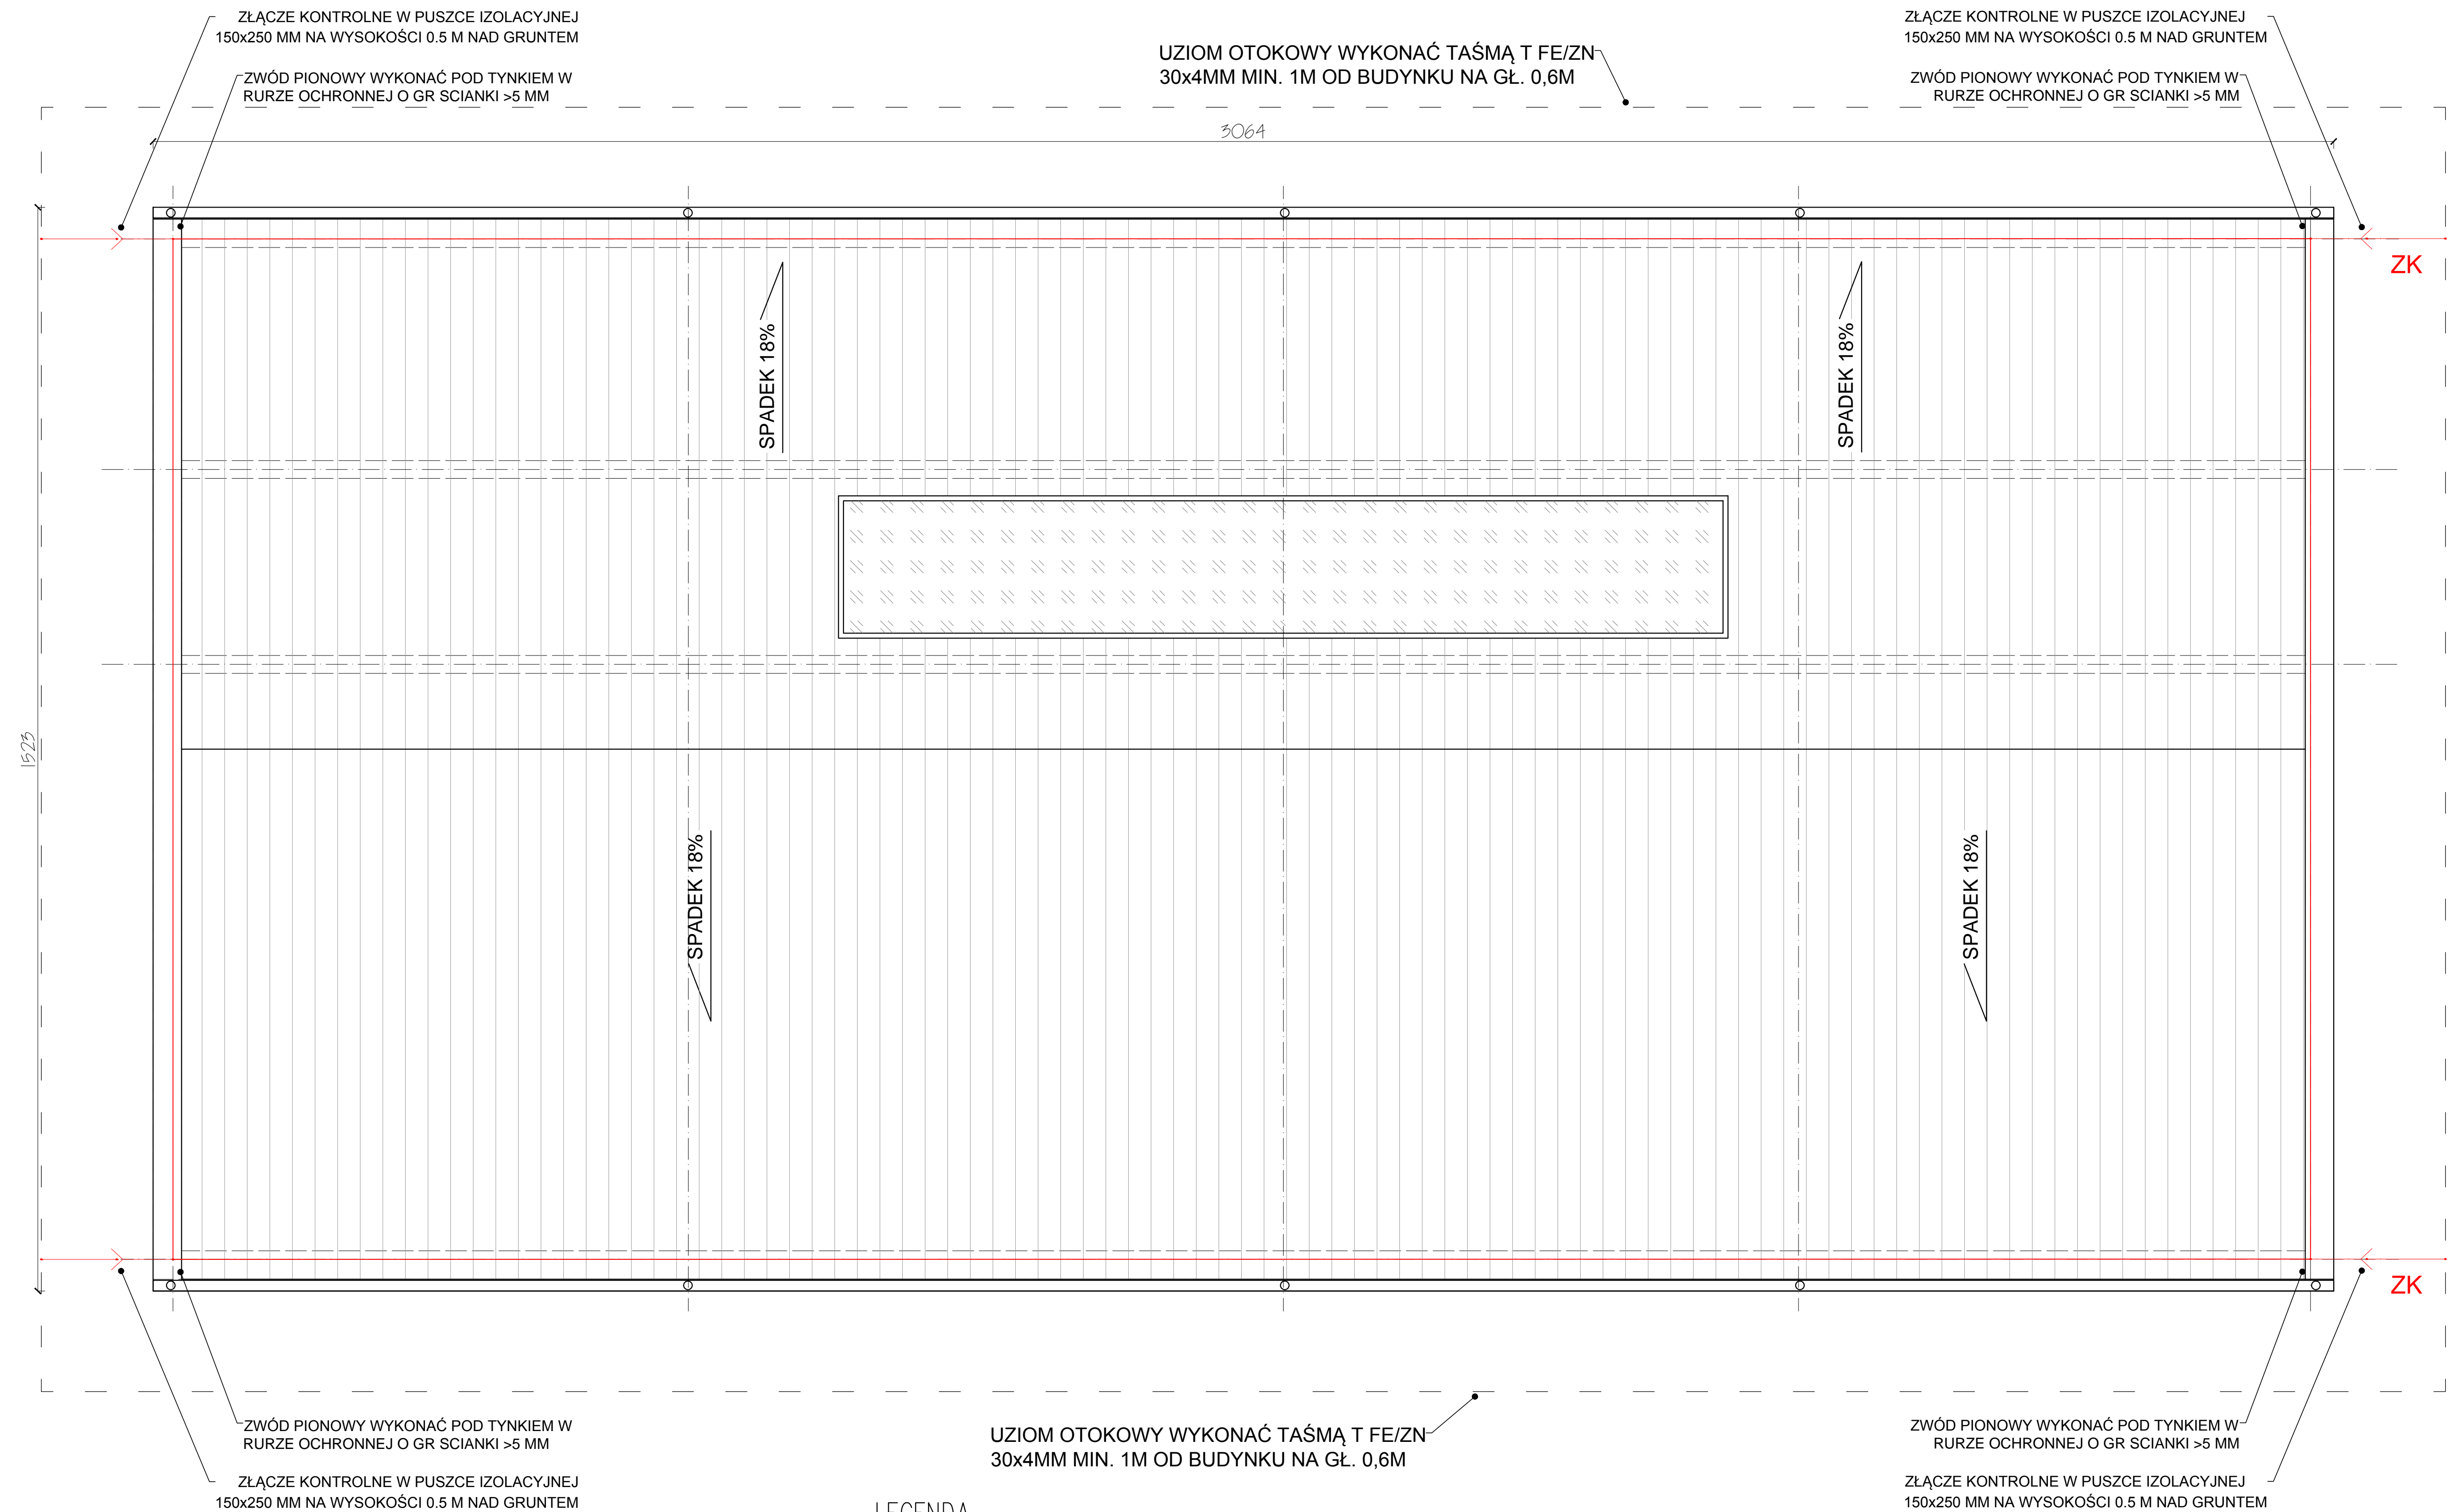 ZŁĄCZE KONTROLNE W PUSZCE IZOLACYJNEJ
150x250 MM NA WYSOKOŚCI 0.5 M NAD GRUNTEM
ZWÓD PIONOWY WYKONAĆ POD TYNKIEM W
RURZE OCHRONNEJ O GR SCIANKI >5 MM
UZIOM OTOKOWY WYKONAĆ TAŚMĄ T FE/ZN
30x4MM MIN. 1M OD BUDYNKU NA GŁ. 0,6M
ZŁĄCZE KONTROLNE W PUSZCE IZOLACYJNEJ
150x250 MM NA WYSOKOŚCI 0.5 M NAD GRUNTEM
ZWÓD PIONOWY WYKONAĆ POD TYNKIEM W
RURZE OCHRONNEJ O GR SCIANKI >5 MM
3064
ZK
SPADEK 18%
SPADEK 18%
1523
SPADEK 18%
SPADEK 18%
ZK
ZWÓD PIONOWY WYKONAĆ POD TYNKIEM W
RURZE OCHRONNEJ O GR SCIANKI >5 MM
ZŁĄCZE KONTROLNE W PUSZCE IZOLACYJNEJ
150x250 MM NA WYSOKOŚCI 0.5 M NAD GRUNTEM
UZIOM OTOKOWY WYKONAĆ TAŚMĄ T FE/ZN
30x4MM MIN. 1M OD BUDYNKU NA GŁ. 0,6M
ZWÓD PIONOWY WYKONAĆ POD TYNKIEM W
RURZE OCHRONNEJ O GR SCIANKI >5 MM
ZŁĄCZE KONTROLNE W PUSZCE IZOLACYJNEJ
150x250 MM NA WYSOKOŚCI 0.5 M NAD GRUNTEM
LEGENDA